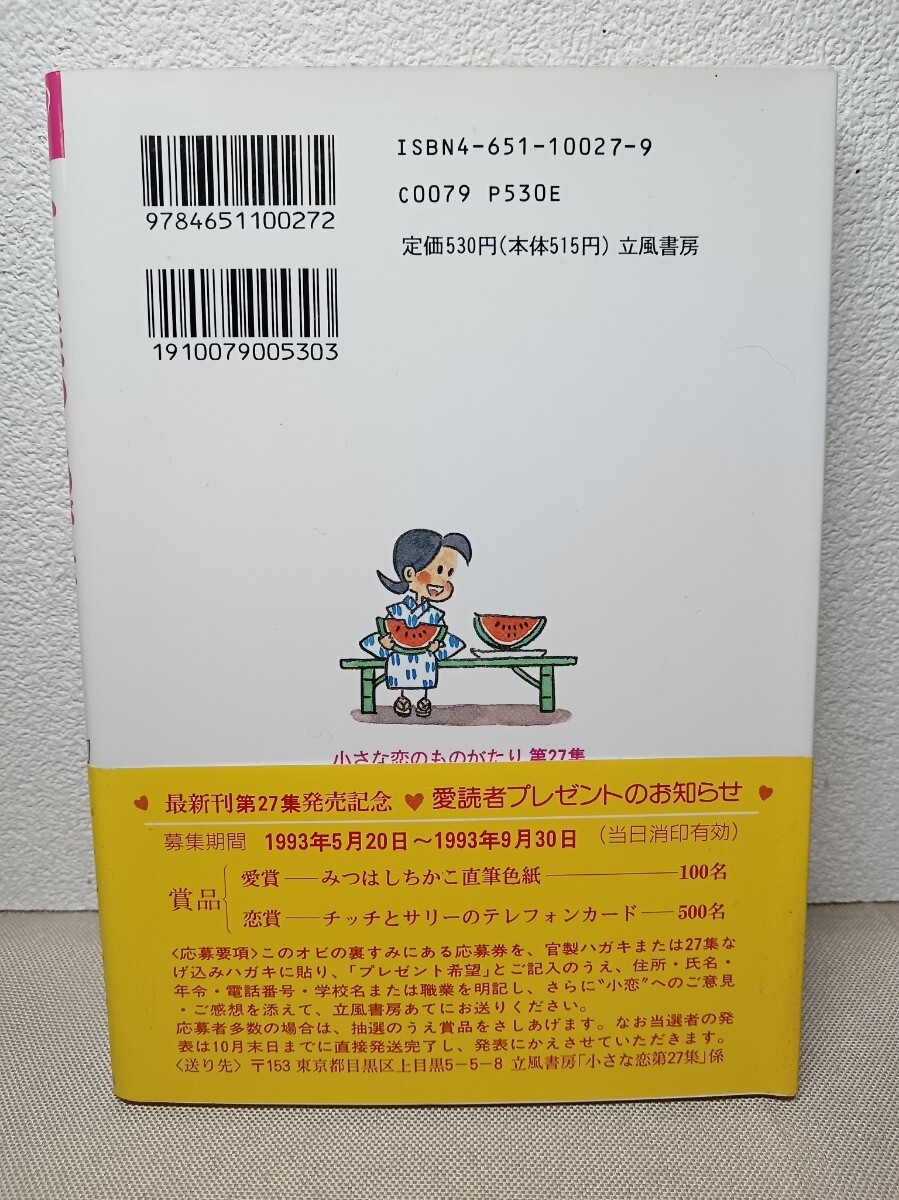 ISBN4-651-10027-9
C0079 P530E
9784651100272
定価530円(本体515円) 立風書房
1910079005303
小さな恋のものがたり 第27集
最新刊第27集発売記念 ♥ 愛読者プレゼントのお知らせ
募集期間 1993年5月20日〜1993年9月30日 (当日消印有効)
賞品
愛賞──みつはしちかこ直筆色紙──────100名
恋賞──チッチとサリーのテレフォンカード──500名
〈応募要項〉このオビの裏すみにある応募券を、官製ハガキまたは27集な
げ込みハガキに貼り、「プレゼント希望」とご記入のうえ、住所・氏名・
年令・電話番号・学校名または職業を明記し、さらに〝小恋〟へのご意見
・ご感想を添えて、立風書房あてにお送りください。
応募者多数の場合は、抽選のうえ賞品をさしあげます。なお当選者の発
表は10月末日までに直接発送完了し、発表にかえさせていただきます。
〈送り先〉〒153 東京都目黒区上目黒5-5-8 立風書房「小さな恋第27集」係